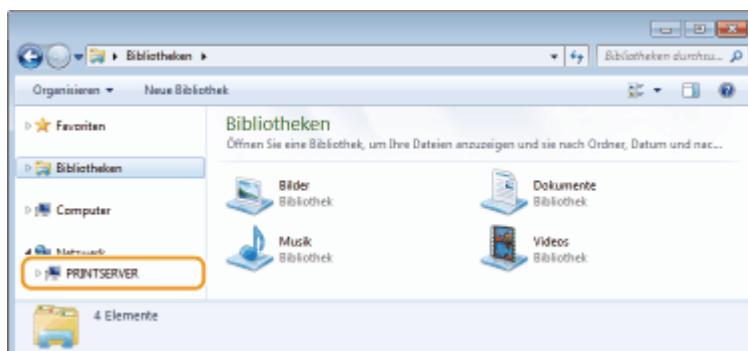 Bibliotheken
Bibliotheken durchsu...
Organisieren Neue Bibliothek
Favoriten
Bibliotheken
Computer
Netzwerk
PRINTSERVER
Bibliotheken
Öffnen Sie eine Bibliothek, um Ihre Dateien anzuzeigen und sie nach Ordner, Datum und nac...
Bilder
Bibliothek
Dokumente
Bibliothek
Musik
Bibliothek
Videos
Bibliothek
4 Elemente